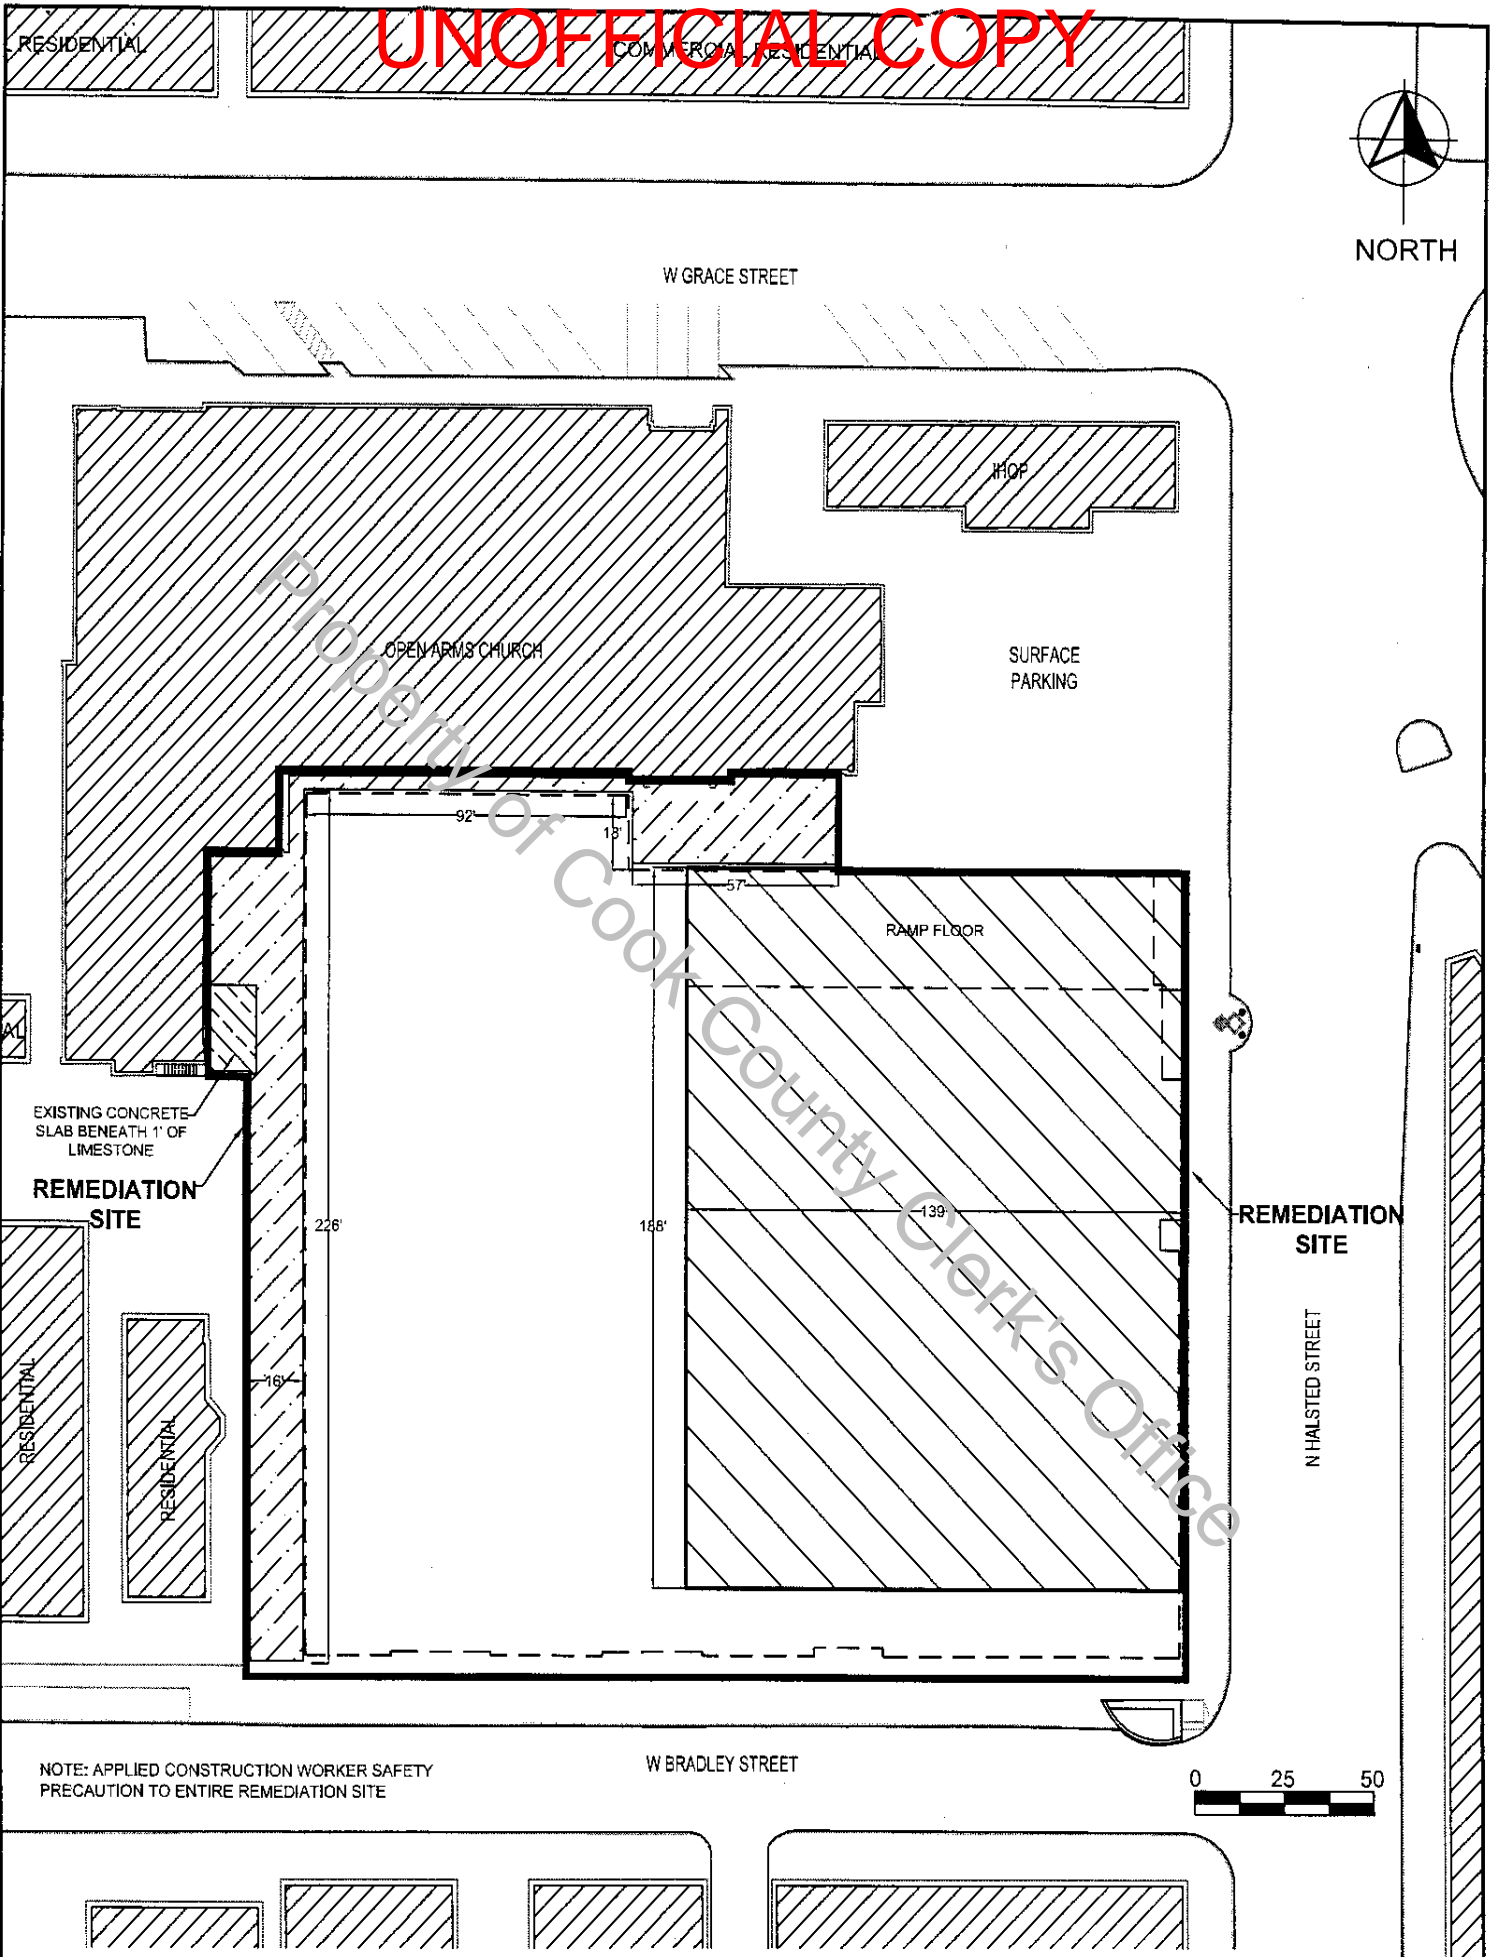 UNOFFICIAL COPY
RESIDENTIAL
COMMERCIAL RESIDENTIAL
NORTH
W GRACE STREET
IHOP
OPEN ARMS CHURCH
SURFACE
PARKING
92'
13'
57'
RAMP FLOOR
AL
EXISTING CONCRETE
SLAB BENEATH 1' OF
LIMESTONE
REMEDIATION
SITE
226'
188'
139'
REMEDIATION
SITE
16'
RESIDENTIAL
RESIDENTIAL
N HALSTED STREET
Property of Cook County Clerk's Office
W BRADLEY STREET
NOTE: APPLIED CONSTRUCTION WORKER SAFETY
PRECAUTION TO ENTIRE REMEDIATION SITE
0 25 50